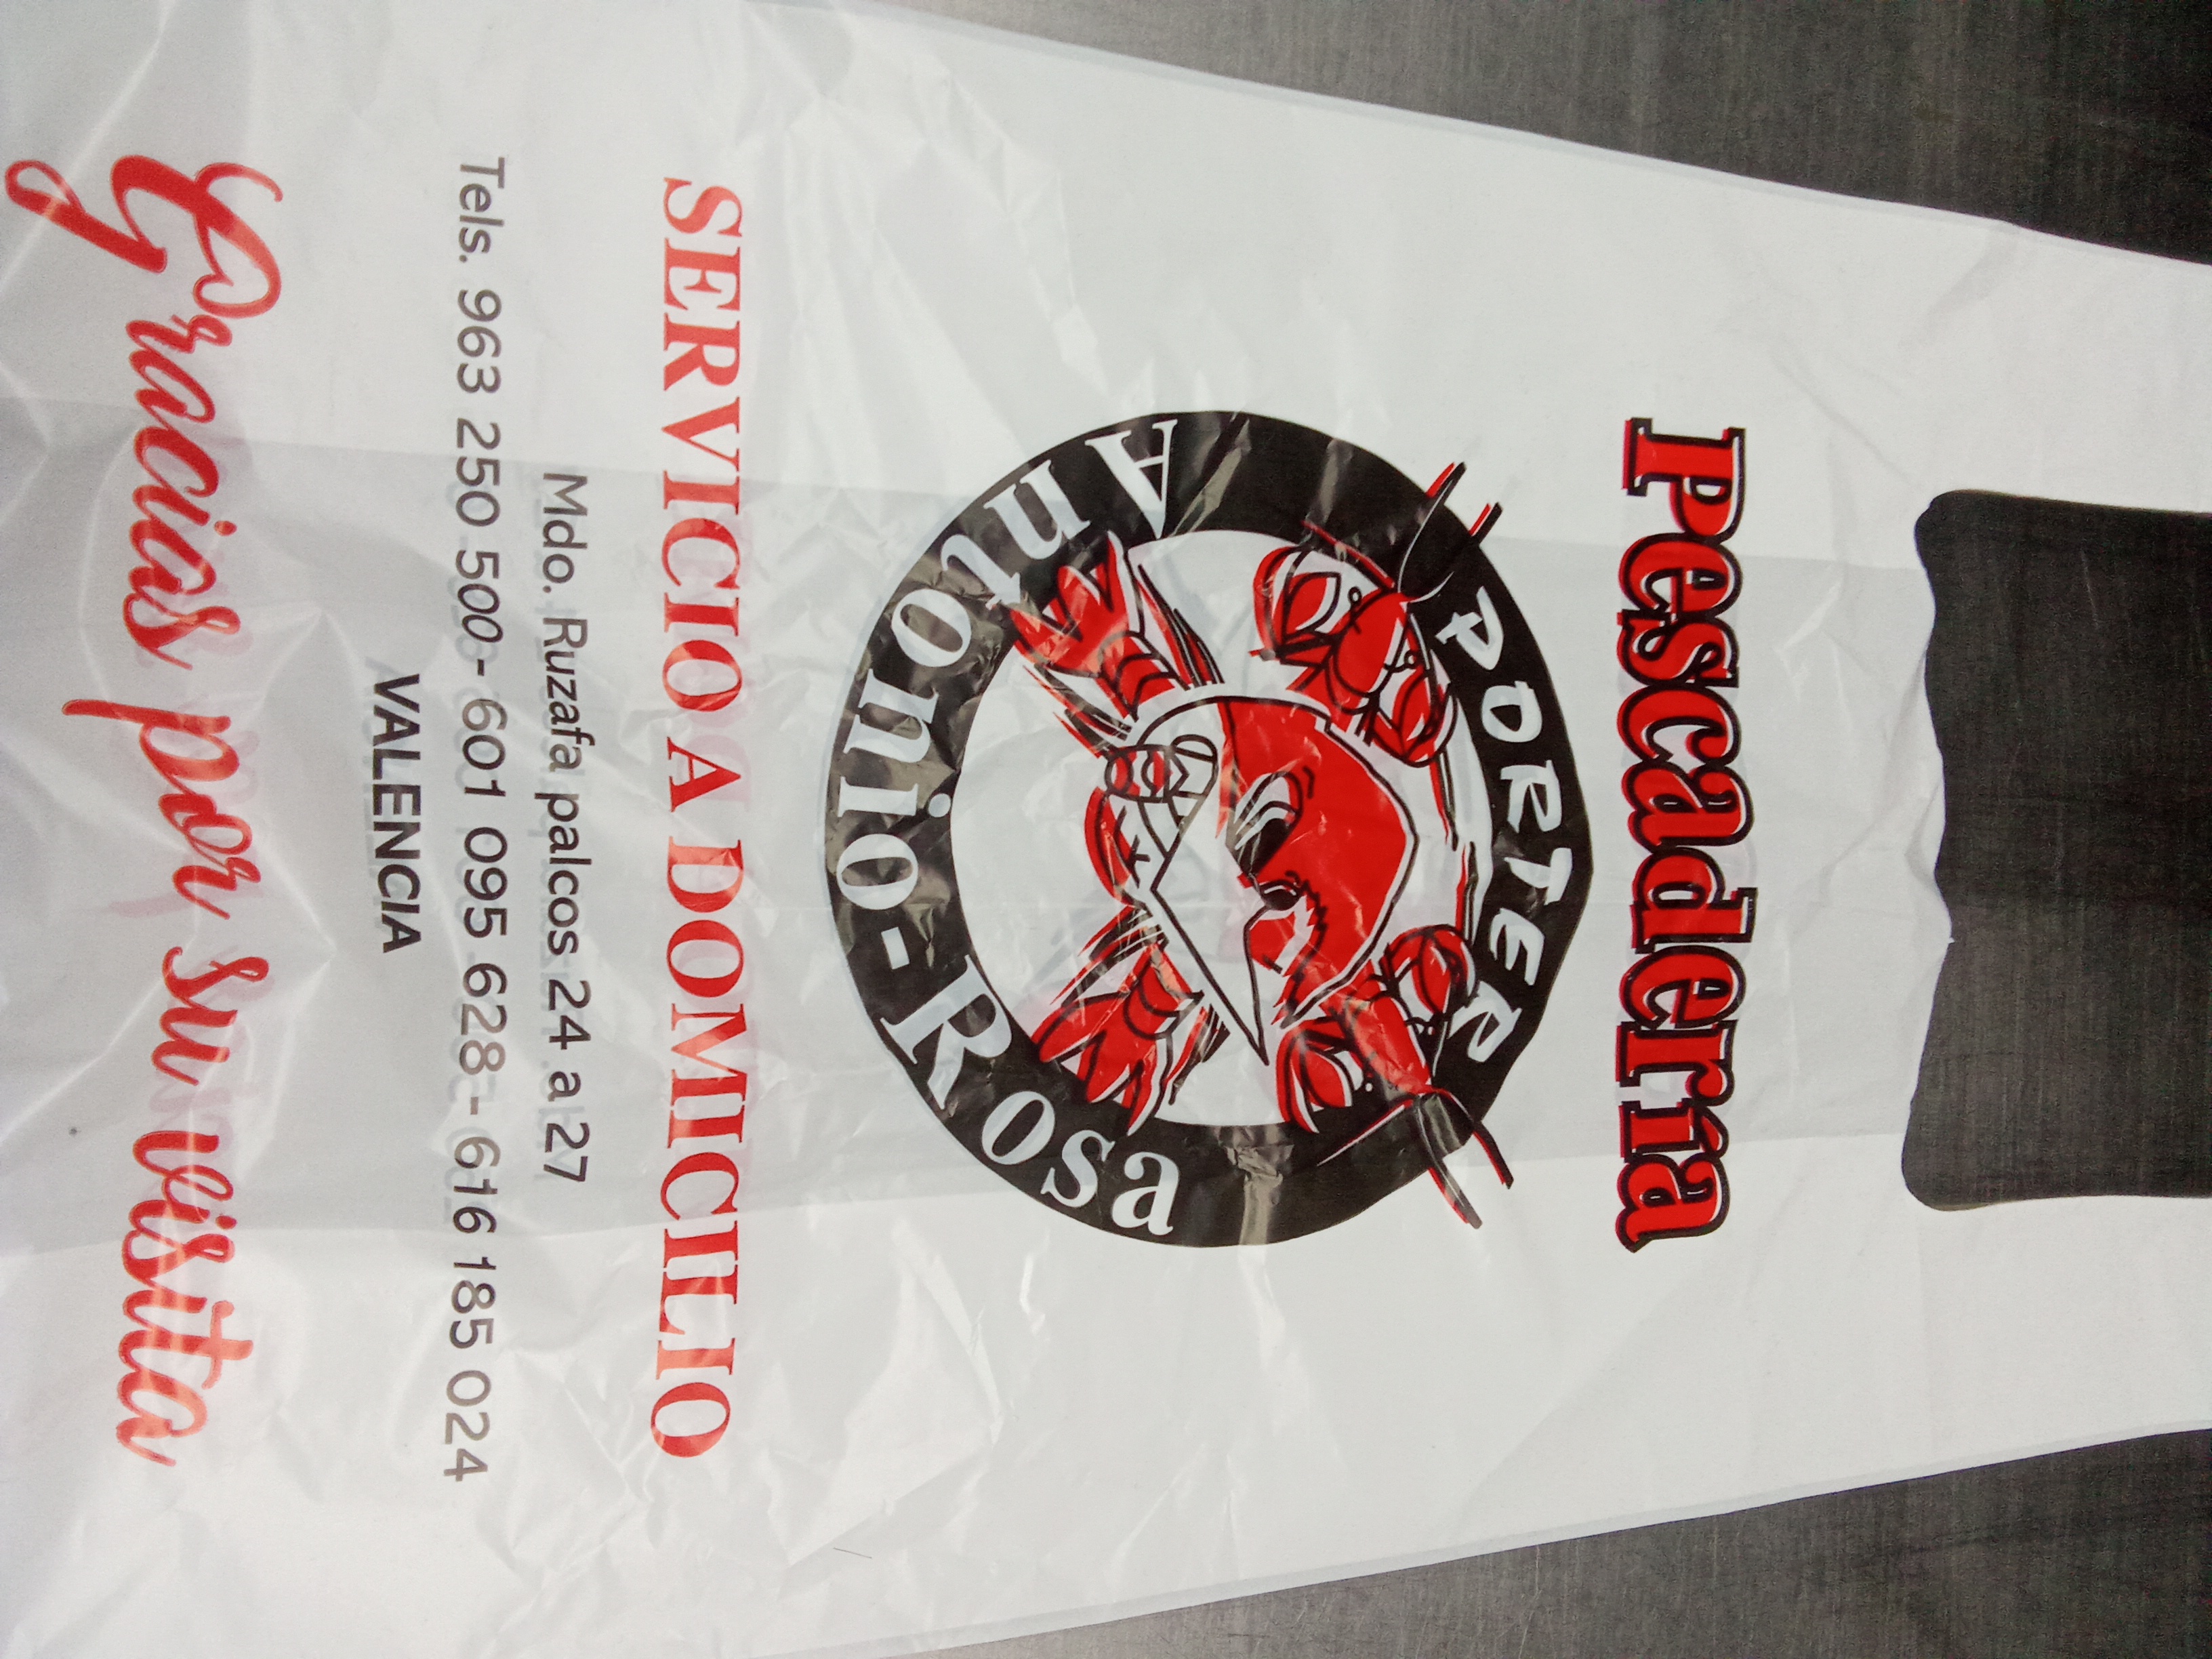 Pescadería
PORTER
Antonio-Rosa
SERVICIO A DOMICILIO
Mdo. Ruzafa palcos 24 a 27
Tels. 963 250 500 - 601 095 628 - 616 185 024
VALENCIA
Gracias por su visita